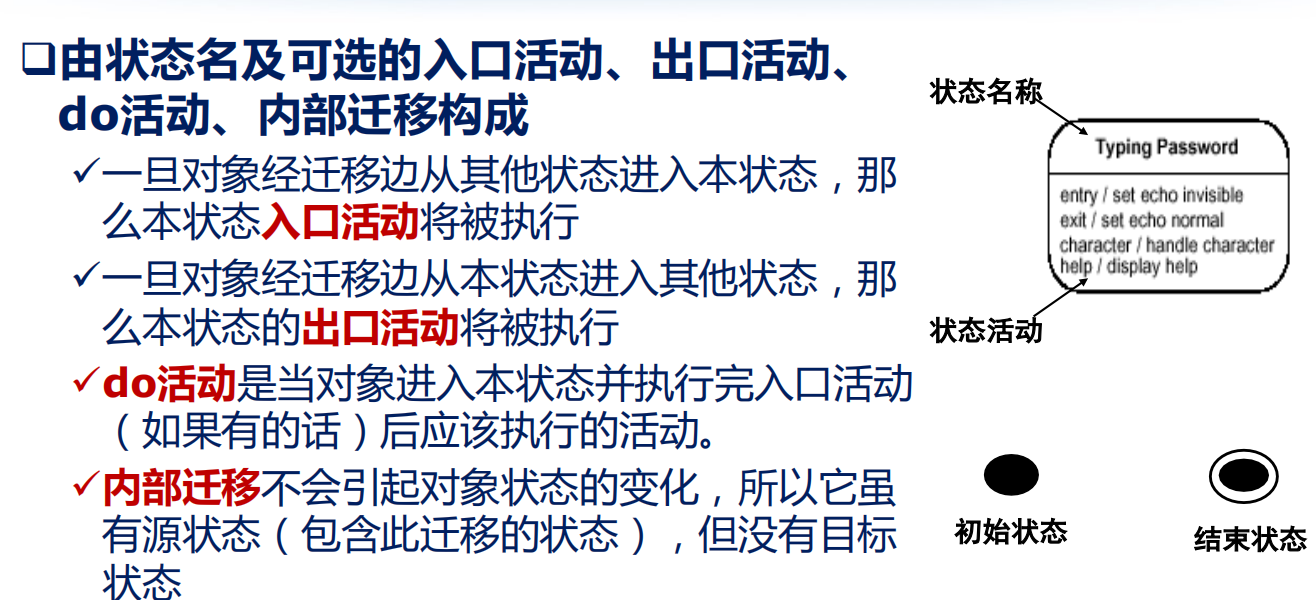 ❑由状态名及可选的入口活动、出口活动、
do活动、内部迁移构成
✓一旦对象经迁移边从其他状态进入本状态，那
么本状态入口活动将被执行
✓一旦对象经迁移边从本状态进入其他状态，那
么本状态的出口活动将被执行
✓do活动是当对象进入本状态并执行完入口活动
（如果有的话）后应该执行的活动。
✓内部迁移不会引起对象状态的变化，所以它虽
有源状态（包含此迁移的状态），但没有目标
状态
状态名称
Typing Password
entry / set echo invisible
exit / set echo normal
character / handle character
help / display help
状态活动
初始状态
结束状态